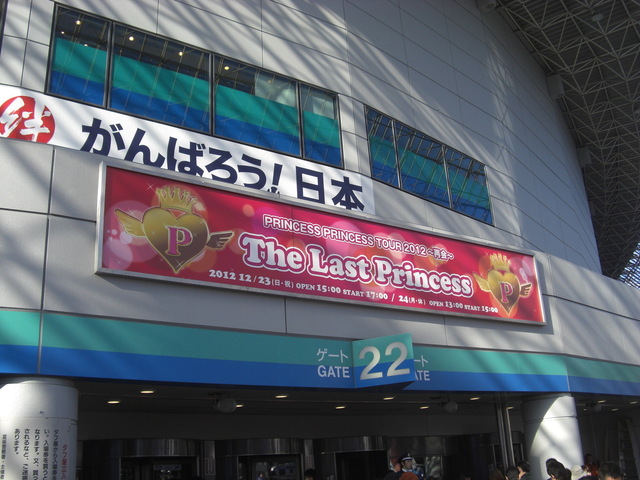 絆
がんばろう!日本
PRINCESS PRINCESS TOUR 2012 ～再会～
The Last Princess
2012 12/23(日・祝) OPEN 15:00 START 17:00 / 24(月・休) OPEN 13:00 START 15:00
P
P
ゲート
GATE
22
ート
ATE